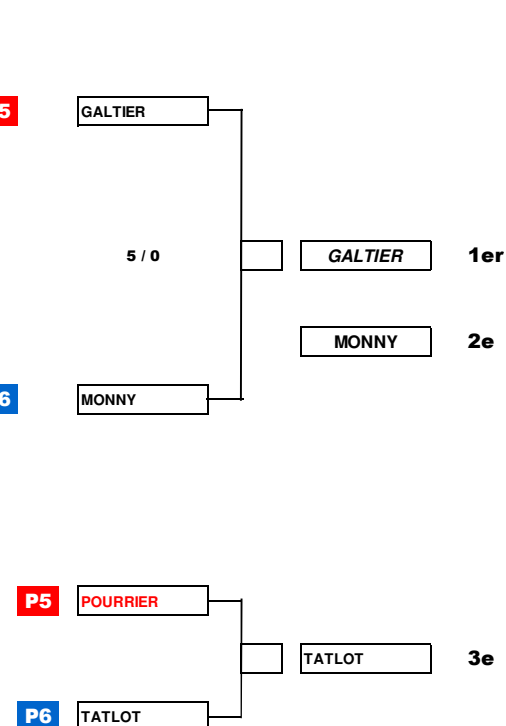 5 GALTIER
5 / 0 GALTIER 1er
MONNY 2e
6 MONNY
P5 POURRIER
TATLOT 3e
P6 TATLOT